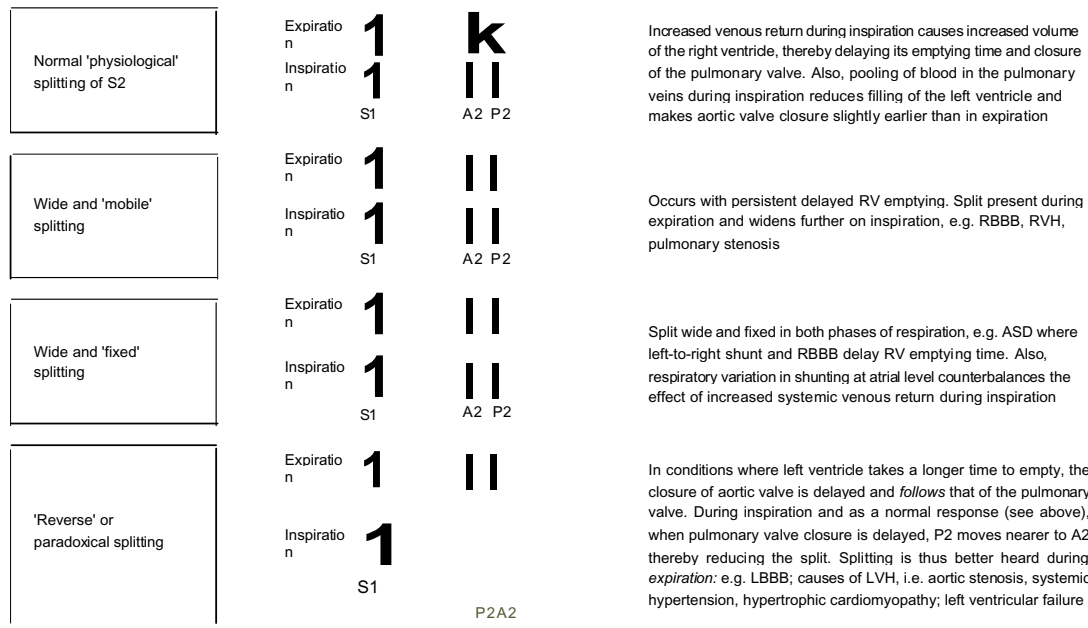 Normal 'physiological'
splitting of S2
Expiratio
n
1
k
Inspiratio
n
1
S1
A2 P2
Increased venous return during inspiration causes increased volume
of the right ventricle, thereby delaying its emptying time and closure
of the pulmonary valve. Also, pooling of blood in the pulmonary
veins during inspiration reduces filling of the left ventricle and
makes aortic valve closure slightly earlier than in expiration
Wide and 'mobile'
splitting
Expiratio
n
1
Inspiratio
n
1
S1
A2 P2
Occurs with persistent delayed RV emptying. Split present during
expiration and widens further on inspiration, e.g. RBBB, RVH,
pulmonary stenosis
Wide and 'fixed'
splitting
Expiratio
n
1
Inspiratio
n
1
S1
A2 P2
Split wide and fixed in both phases of respiration, e.g. ASD where
left-to-right shunt and RBBB delay RV emptying time. Also,
respiratory variation in shunting at atrial level counterbalances the
effect of increased systemic venous return during inspiration
'Reverse' or
paradoxical splitting
Expiratio
n
1
Inspiratio
n
1
S1
P2A2
In conditions where left ventricle takes a longer time to empty, the
closure of aortic valve is delayed and follows that of the pulmonary
valve. During inspiration and as a normal response (see above),
when pulmonary valve closure is delayed, P2 moves nearer to A2
thereby reducing the split. Splitting is thus better heard during
expiration: e.g. LBBB; causes of LVH, i.e. aortic stenosis, systemic
hypertension, hypertrophic cardiomyopathy; left ventricular failure